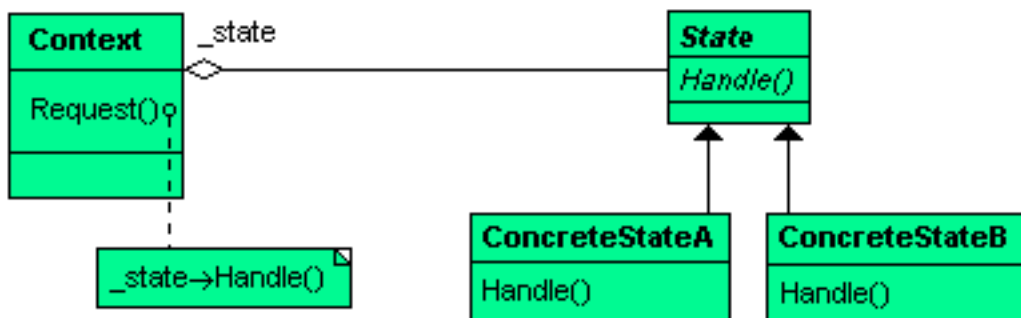 Context
_state
State
Handle()
Request()
ConcreteStateA
ConcreteStateB
_state→Handle()
Handle()
Handle()